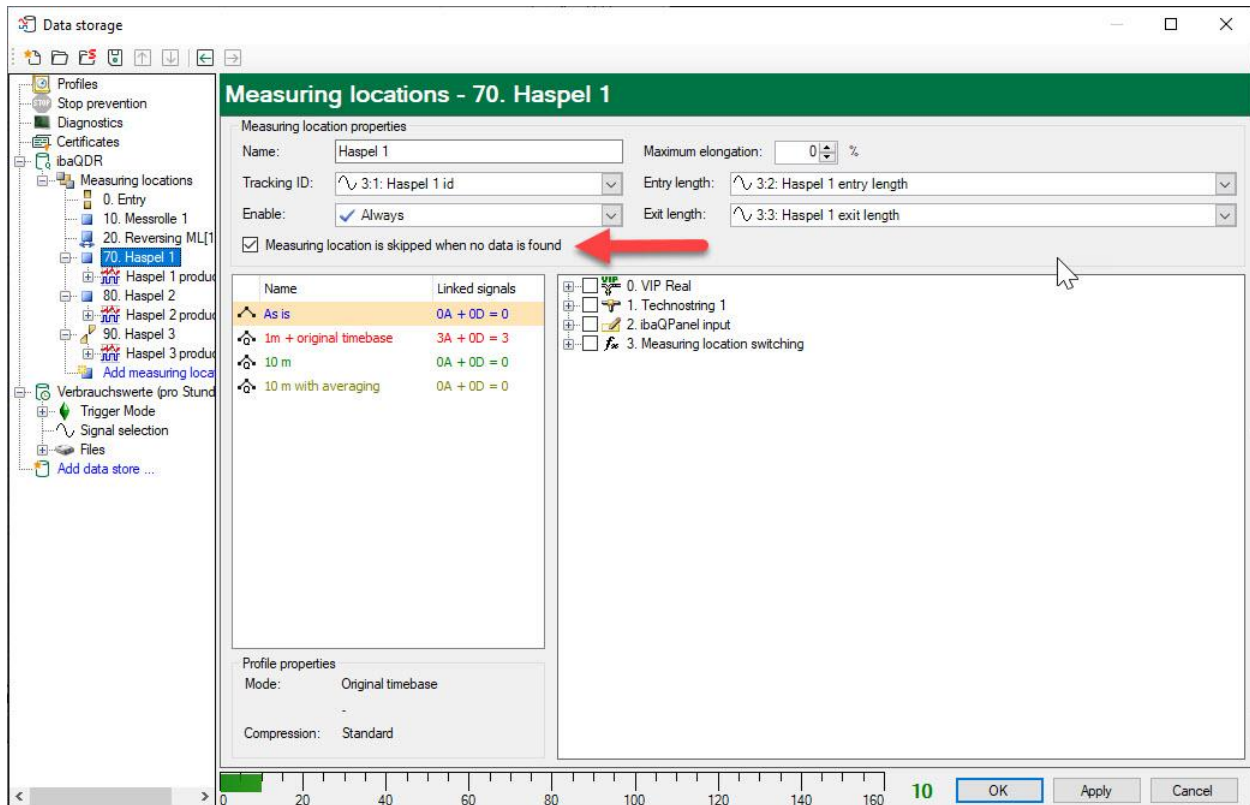 Data storage
Profiles
Stop prevention
Diagnostics
Certificates
ibaQDR
Measuring locations
0. Entry
10. Messrolle 1
20. Reversing ML[1
70. Haspel 1
Haspel 1 produc
80. Haspel 2
Haspel 2 produc
90. Haspel 3
Haspel 3 produc
Add measuring loca
Verbrauchswerte (pro Stund
Trigger Mode
Signal selection
Files
Add data store ...
Measuring locations - 70. Haspel 1
Measuring location properties
Name: Haspel 1 Maximum elongation: 0 %
Tracking ID: 3:1: Haspel 1 id Entry length: 3:2: Haspel 1 entry length
Enable: Always Exit length: 3:3: Haspel 1 exit length
Measuring location is skipped when no data is found
Name Linked signals
As is 0A + 0D = 0
1m + original timebase 3A + 0D = 3
10 m 0A + 0D = 0
10 m with averaging 0A + 0D = 0
0. VIP Real
1. Technostring 1
2. ibaQPanel input
3. Measuring location switching
Profile properties
Mode: Original timebase
-
Compression: Standard
0 20 40 60 80 100 120 140 160 10 OK Apply Cancel